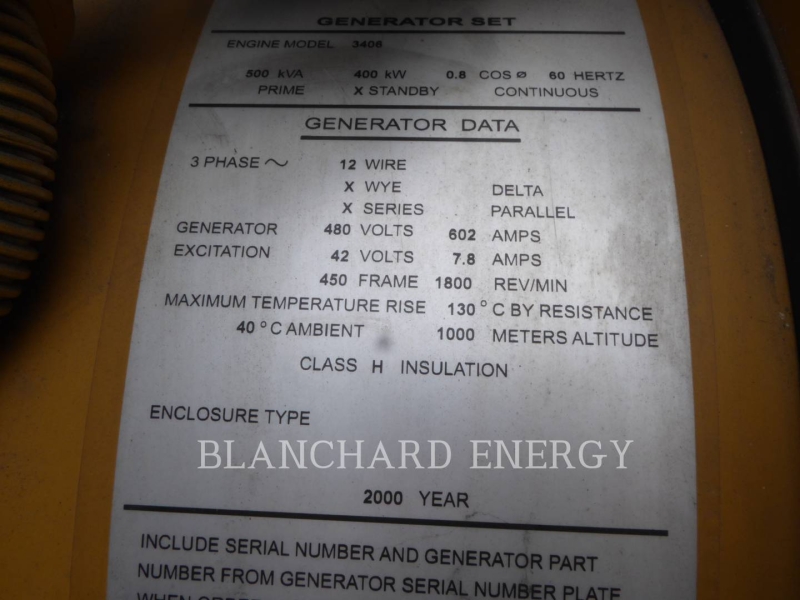 GENERATOR SET
ENGINE MODEL 3406
500 kVA 400 kW 0.8 COS ø 60 HERTZ
PRIME X STANDBY CONTINUOUS
GENERATOR DATA
3 PHASE ~ 12 WIRE
X WYE DELTA
X SERIES PARALLEL
GENERATOR 480 VOLTS 602 AMPS
EXCITATION 42 VOLTS 7.8 AMPS
450 FRAME 1800 REV/MIN
MAXIMUM TEMPERATURE RISE 130 °C BY RESISTANCE
40 °C AMBIENT 1000 METERS ALTITUDE
CLASS H INSULATION
ENCLOSURE TYPE
BLANCHARD ENERGY
2000 YEAR
INCLUDE SERIAL NUMBER AND GENERATOR PART
NUMBER FROM GENERATOR SERIAL NUMBER PLATE